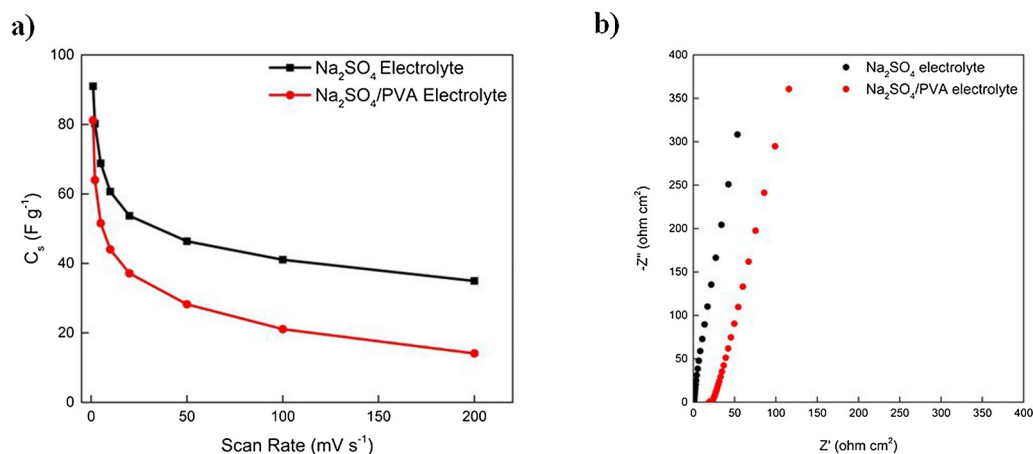 a)
100
80
60
40
20
0
C_s (F g⁻¹)
Na₂SO₄ Electrolyte
Na₂SO₄/PVA Electrolyte
0 50 100 150 200
Scan Rate (mV s⁻¹)
b)
400
350
300
250
200
150
100
50
0
-Z'' (ohm cm²)
Na₂SO₄ electrolyte
Na₂SO₄/PVA electrolyte
0 50 100 150 200 250 300 350 400
Z' (ohm cm²)